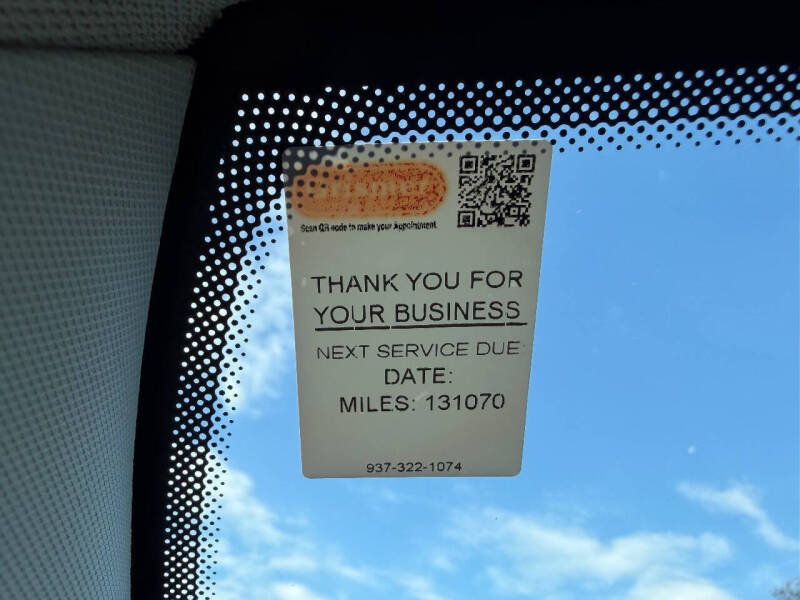 Scan QR code to make your Appointment
THANK YOU FOR
YOUR BUSINESS
NEXT SERVICE DUE:
DATE:
MILES: 131070
937-322-1074